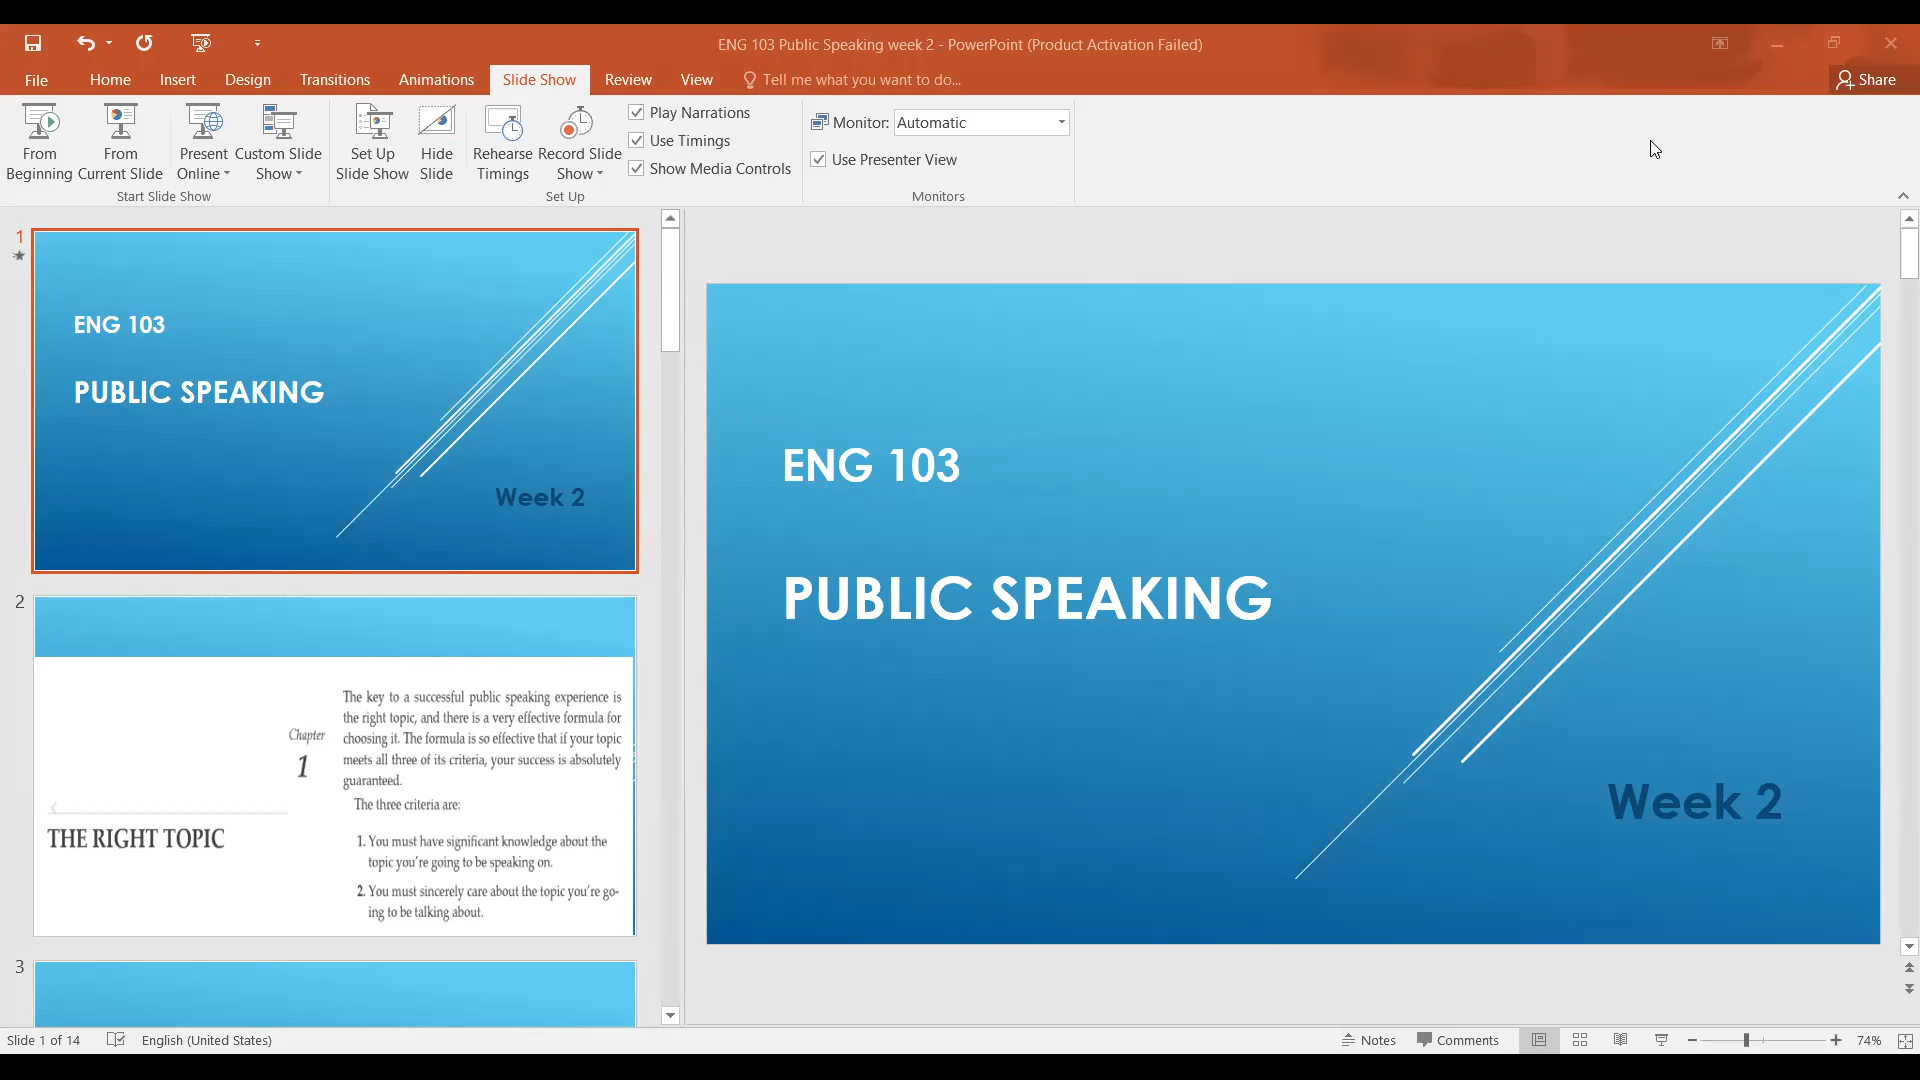 ENG 103 Public Speaking week 2 - PowerPoint (Product Activation Failed)
File Home Insert Design Transitions Animations Slide Show Review View Tell me what you want to do... Share
From Beginning
From Current Slide
Present Online
Custom Slide Show
Start Slide Show
Set Up Slide Show
Hide Slide
Rehearse Timings
Record Slide Show
Play Narrations
Use Timings
Show Media Controls
Set Up
Monitor: Automatic
Use Presenter View
Monitors
1
ENG 103
PUBLIC SPEAKING
Week 2
2
Chapter
1
THE RIGHT TOPIC
The key to a successful public speaking experience is
the right topic, and there is a very effective formula for
choosing it. The formula is so effective that if your topic
meets all three of its criteria, your success is absolutely
guaranteed.
The three criteria are:
1. You must have significant knowledge about the
topic you're going to be speaking on.
2. You must sincerely care about the topic you're go-
ing to be talking about.
3
ENG 103
PUBLIC SPEAKING
Week 2
Slide 1 of 14 English (United States) Notes Comments 74%